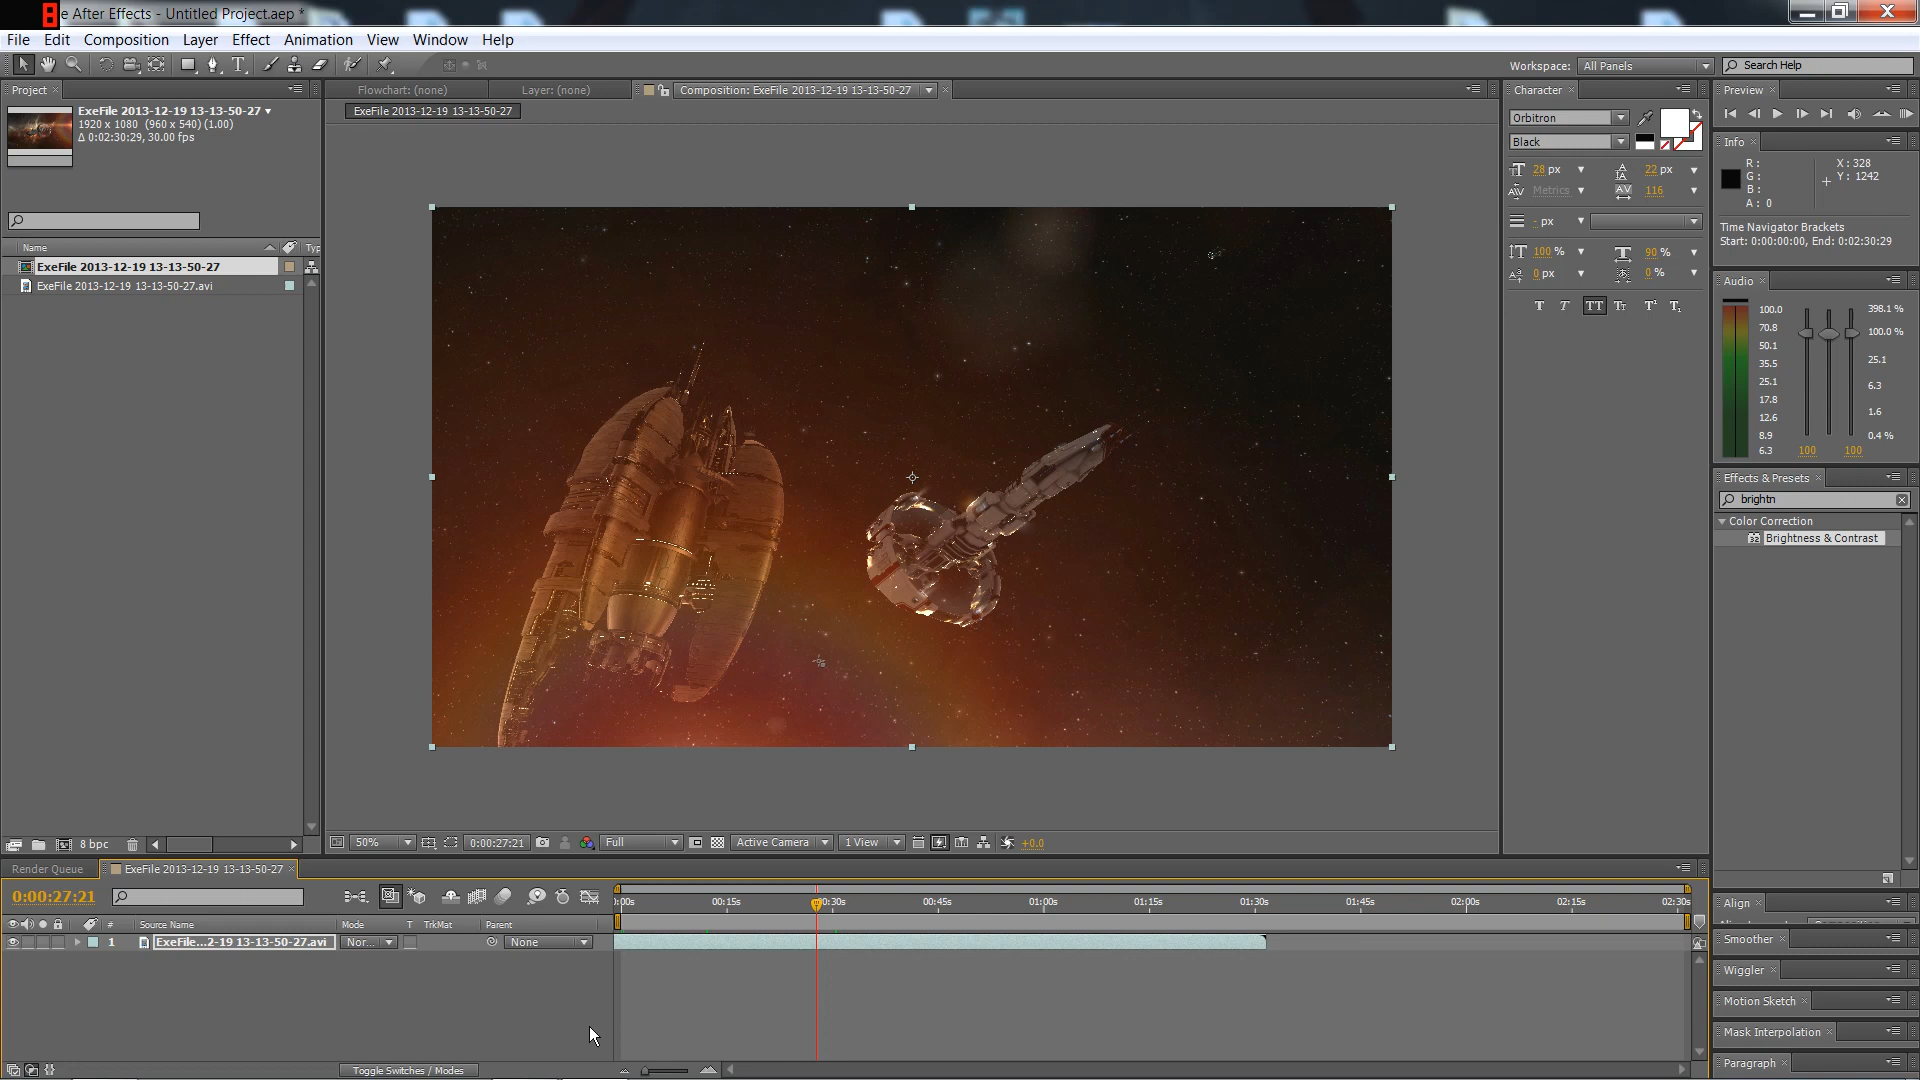 8
e After Effects - Untitled Project.aep *
File Edit Composition Layer Effect Animation View Window Help
Workspace: All Panels
Search Help
Project
ExeFile 2013-12-19 13-13-50-27
1920 x 1080 (960 x 540) (1.00)
Δ 0:02:30:29, 30.00 fps
Name
Typ
ExeFile 2013-12-19 13-13-50-27
ExeFile 2013-12-19 13-13-50-27.avi
8 bpc
Flowchart: (none)
Layer: (none)
Composition: ExeFile 2013-12-19 13-13-50-27
ExeFile 2013-12-19 13-13-50-27
50%
0:00:27:21
Full
Active Camera
1 View
+0.0
Character
Orbitron
Black
28 px
22 px
Metrics
116
- px
100 %
90 %
0 px
0 %
T T TT Tt T¹ T₁
Preview
Info
R :
G :
B :
A : 0
X : 328
Y : 1242
Time Navigator Brackets
Start: 0:00:00:00, End: 0:02:30:29
Audio
100.0
70.8
50.1
35.5
25.1
17.8
12.6
8.9
6.3
398.1 %
100.0 %
25.1
6.3
1.6
0.4 %
100
100
Effects & Presets
brightn
Color Correction
32 Brightness & Contrast
Align
Smoother
Wiggler
Motion Sketch
Mask Interpolation
Paragraph
Render Queue
ExeFile 2013-12-19 13-13-50-27
0:00:27:21
# Source Name Mode T TrkMat Parent
1 ExeFile...2-19 13-13-50-27.avi Nor... None
):00s 00:15s 00:30s 00:45s 01:00s 01:15s 01:30s 01:45s 02:00s 02:15s 02:30s
Toggle Switches / Modes